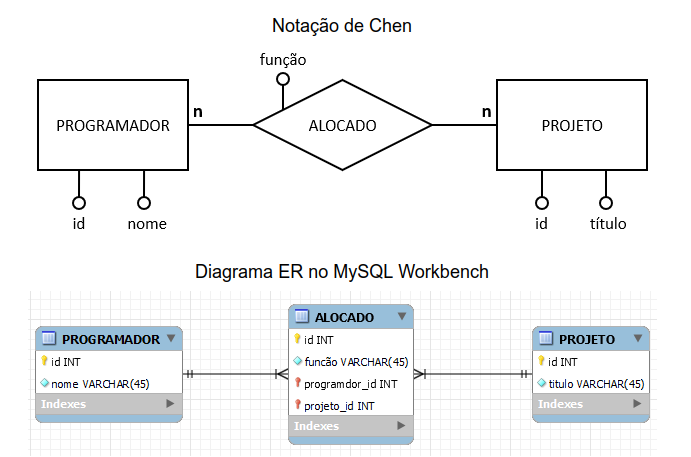 Notação de Chen
função
n
n
PROGRAMADOR
ALOCADO
PROJETO
id
nome
id
título
Diagrama ER no MySQL Workbench
PROGRAMADOR
id INT
nome VARCHAR(45)
Indexes
ALOCADO
id INT
funcão VARCHAR(45)
programdor_id INT
projeto_id INT
Indexes
PROJETO
id INT
titulo VARCHAR(45)
Indexes